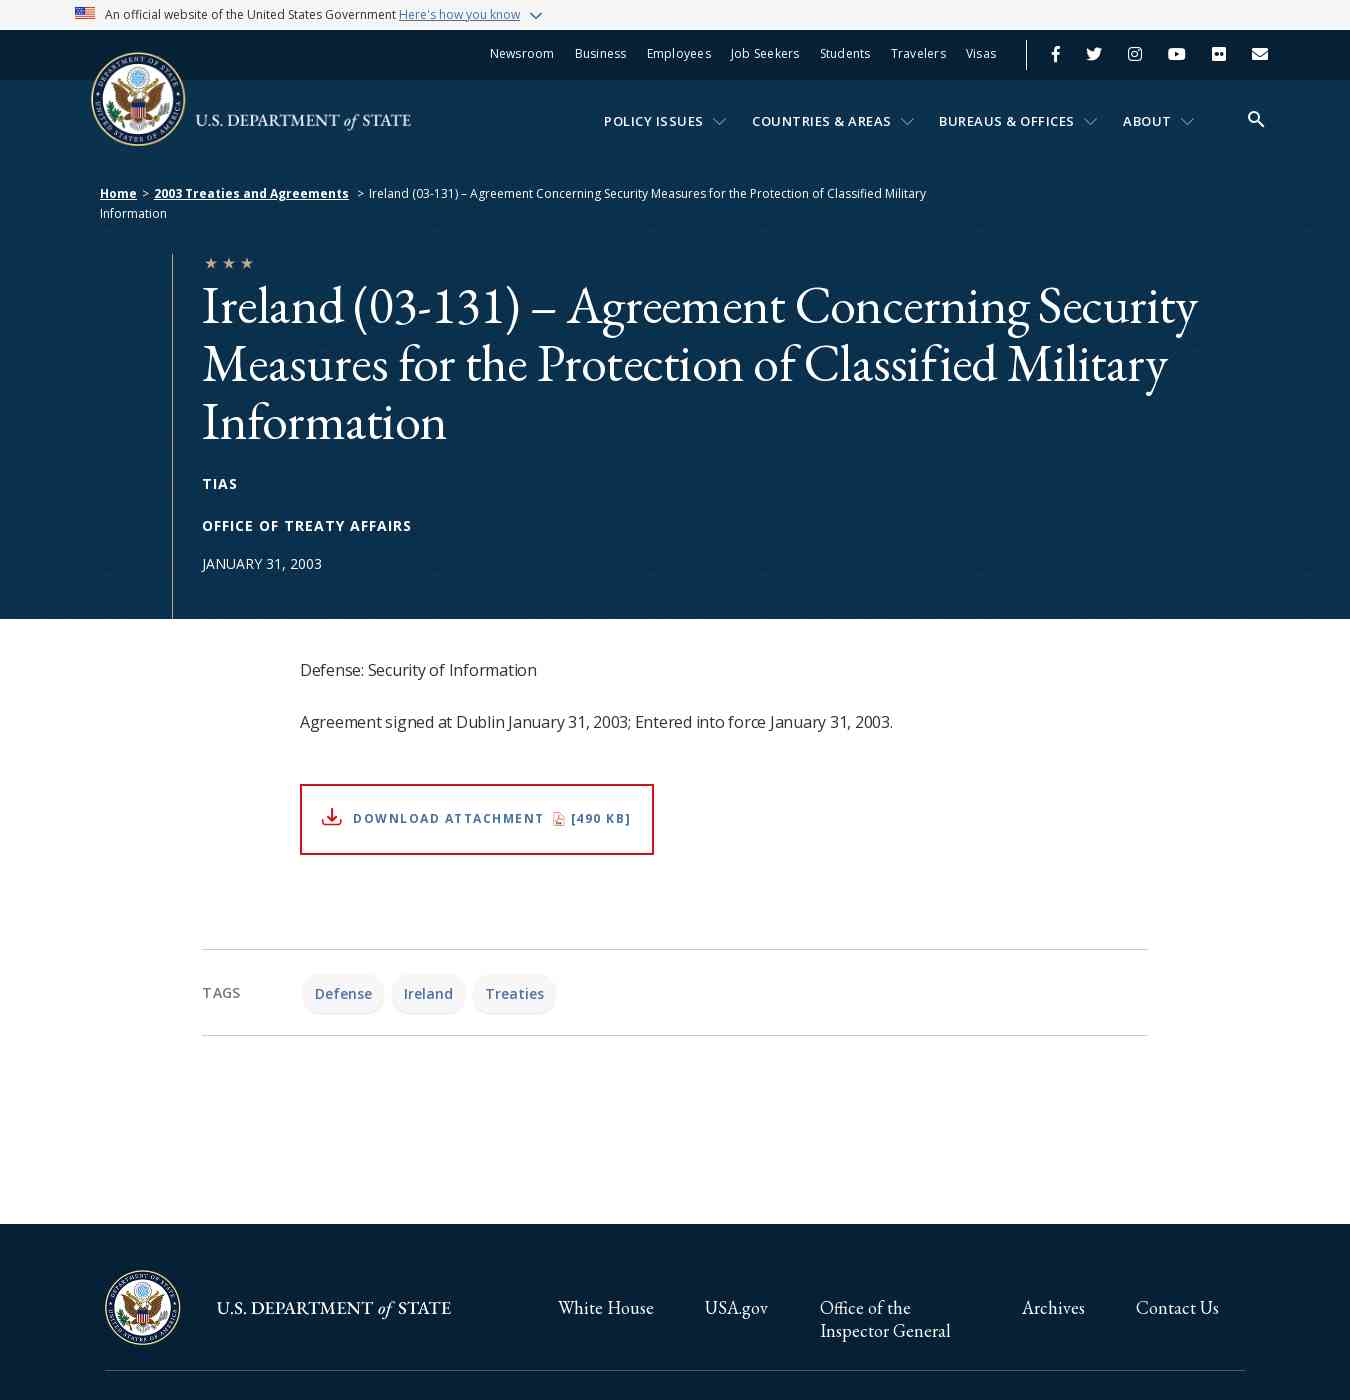 An official website of the United States Government Here's how you know
Newsroom Business Employees Job Seekers Students Travelers Visas
U.S. DEPARTMENT of STATE
POLICY ISSUES COUNTRIES & AREAS BUREAUS & OFFICES ABOUT
Home > 2003 Treaties and Agreements > Ireland (03-131) – Agreement Concerning Security Measures for the Protection of Classified Military
Information
Ireland (03-131) – Agreement Concerning Security
Measures for the Protection of Classified Military
Information
TIAS
OFFICE OF TREATY AFFAIRS
JANUARY 31, 2003
Defense: Security of Information
Agreement signed at Dublin January 31, 2003; Entered into force January 31, 2003.
DOWNLOAD ATTACHMENT [490 KB]
TAGS Defense Ireland Treaties
U.S. DEPARTMENT of STATE
White House USA.gov Office of the Archives Contact Us
Inspector General